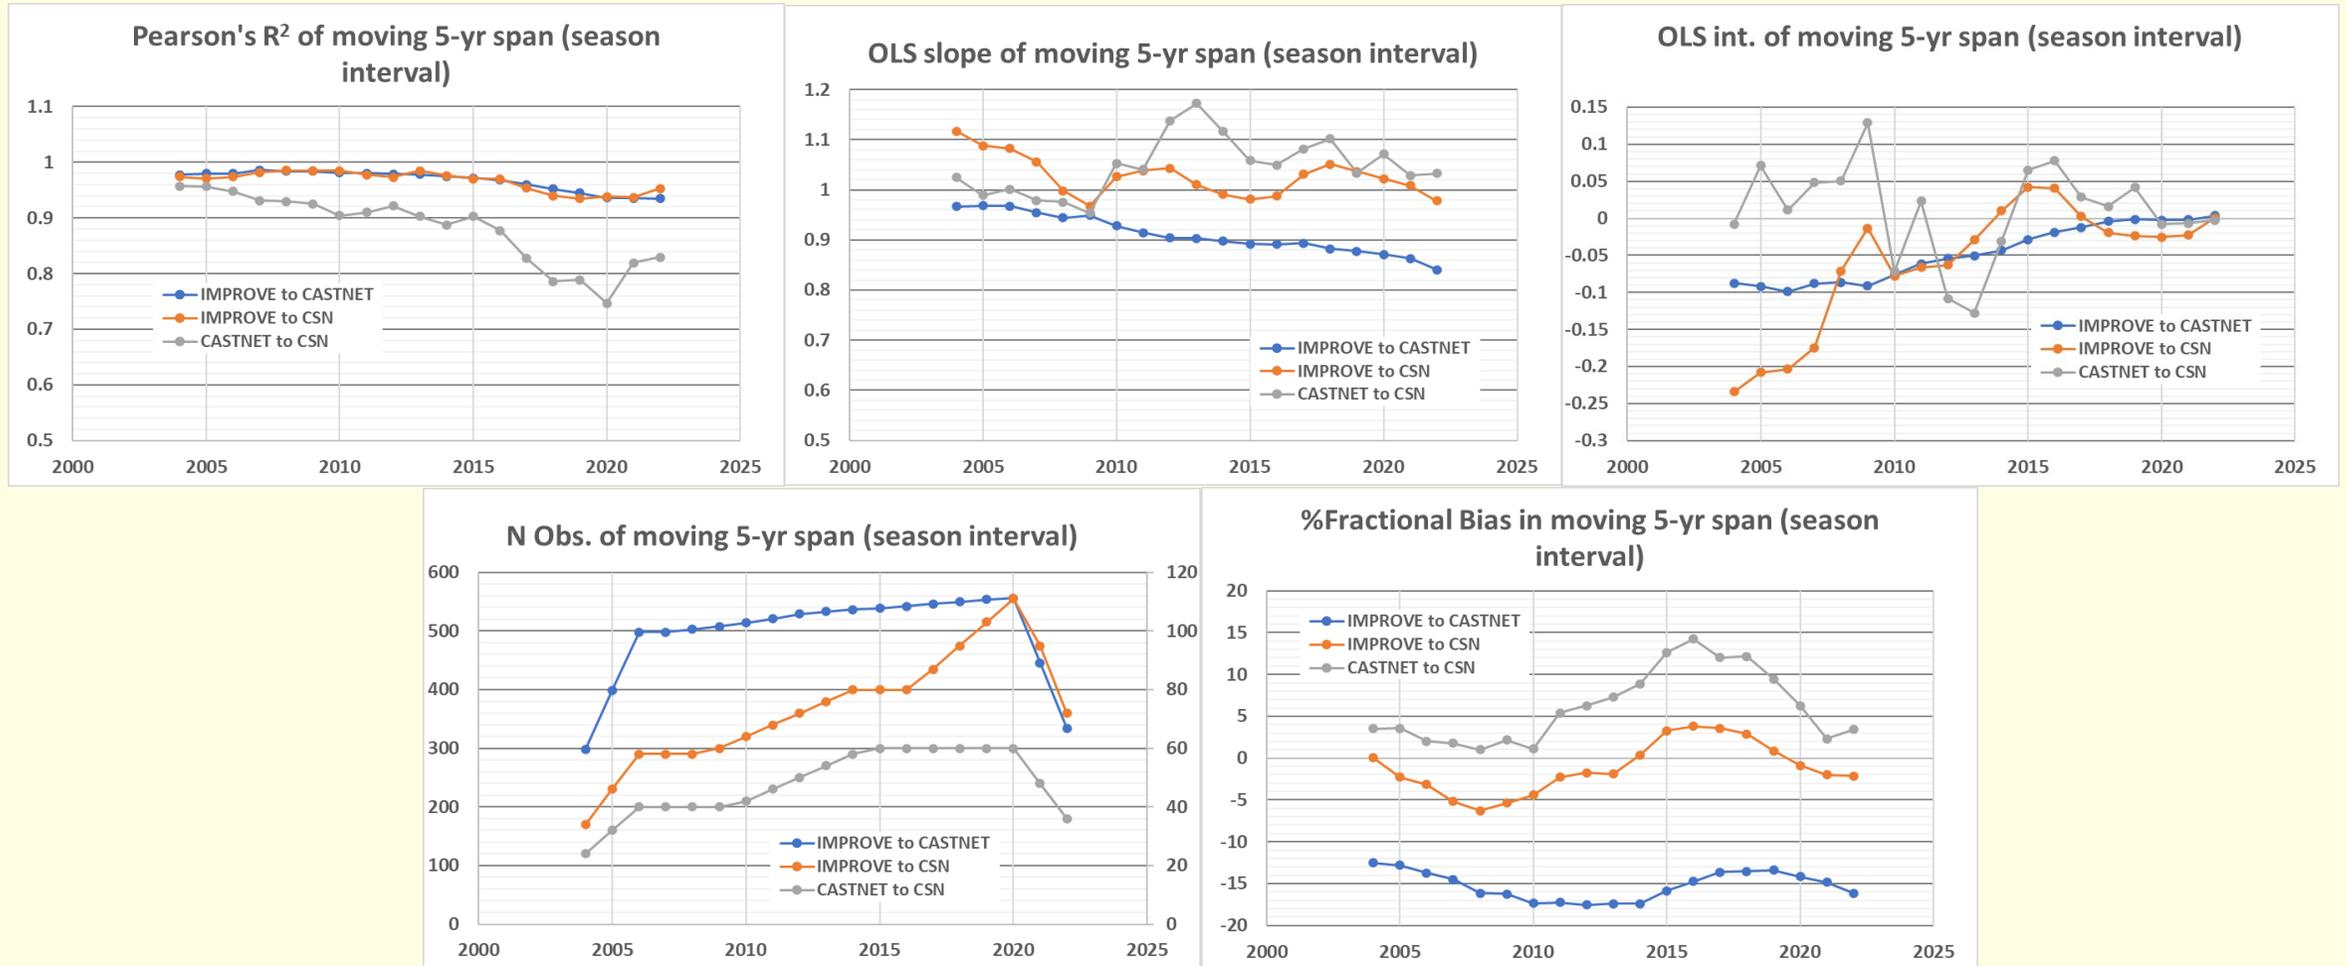 Pearson's R² of moving 5-yr span (season
interval)
1.1
1
0.9
0.8
0.7
0.6
0.5
2000 2005 2010 2015 2020 2025
IMPROVE to CASTNET
IMPROVE to CSN
CASTNET to CSN
OLS slope of moving 5-yr span (season interval)
1.2
1.1
1
0.9
0.8
0.7
0.6
0.5
2000 2005 2010 2015 2020 2025
IMPROVE to CASTNET
IMPROVE to CSN
CASTNET to CSN
OLS int. of moving 5-yr span (season interval)
0.15
0.1
0.05
0
-0.05
-0.1
-0.15
-0.2
-0.25
-0.3
2000 2005 2010 2015 2020 2025
IMPROVE to CASTNET
IMPROVE to CSN
CASTNET to CSN
N Obs. of moving 5-yr span (season interval)
600 120
500 100
400 80
300 60
200 40
100 20
0 0
2000 2005 2010 2015 2020 2025
IMPROVE to CASTNET
IMPROVE to CSN
CASTNET to CSN
%Fractional Bias in moving 5-yr span (season
interval)
20
15
10
5
0
-5
-10
-15
-20
2000 2005 2010 2015 2020 2025
IMPROVE to CASTNET
IMPROVE to CSN
CASTNET to CSN